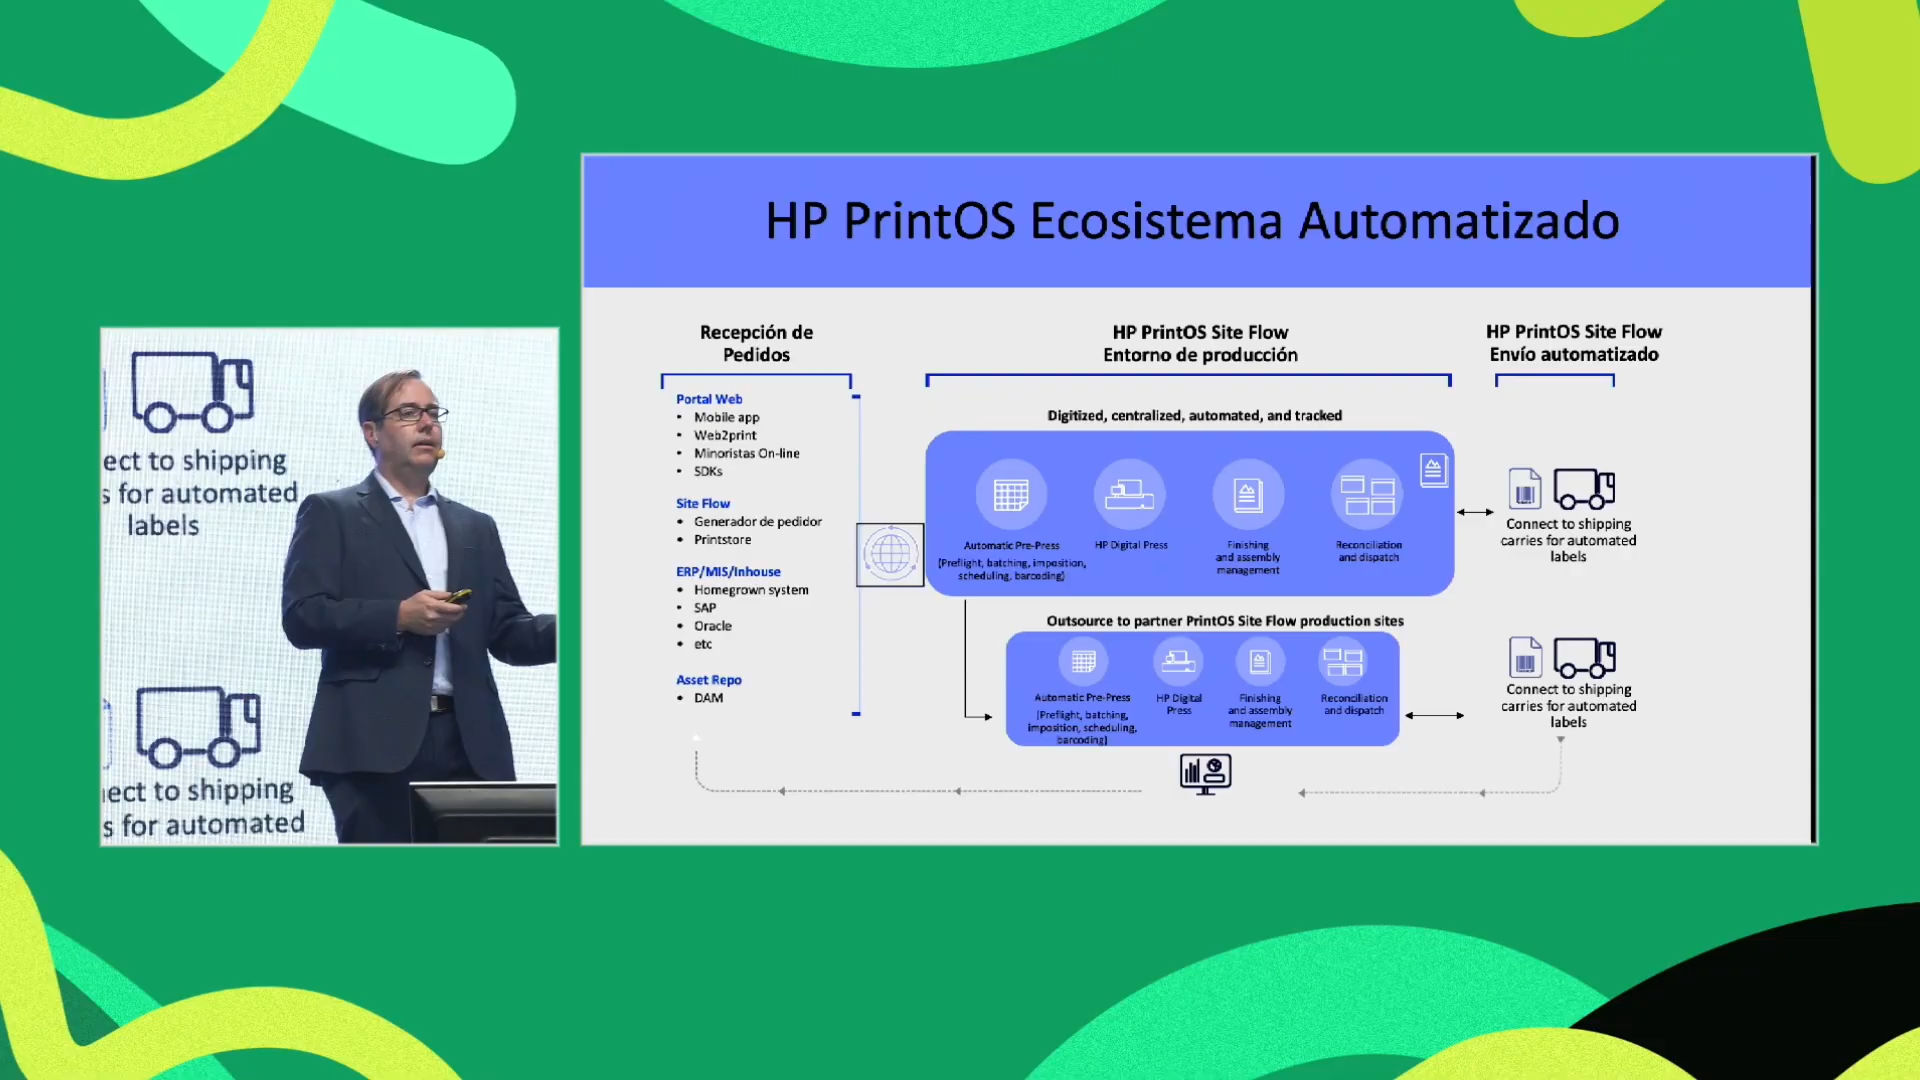 HP PrintOS Ecosistema Automatizado
Recepción de
Pedidos
Portal Web
• Mobile app
• Web2print
• Minoristas On-line
• SDKs
Site Flow
• Generador de pedidor
• Printstore
ERP/MIS/Inhouse
• Homegrown system
• SAP
• Oracle
• etc
Asset Repo
• DAM
HP PrintOS Site Flow
Entorno de producción
Digitized, centralized, automated, and tracked
Automatic Pre-Press
(Preflight, batching, imposition,
scheduling, barcoding)
HP Digital Press
Finishing
and assembly
management
Reconciliation
and dispatch
Outsource to partner PrintOS Site Flow production sites
Automatic Pre-Press
(Preflight, batching,
imposition, scheduling,
barcoding)
HP Digital
Press
Finishing
and assembly
management
Reconciliation
and dispatch
HP PrintOS Site Flow
Envío automatizado
Connect to shipping
carries for automated
labels
Connect to shipping
carries for automated
labels
ect to shipping
s for automated
labels
ect to shipping
s for automated